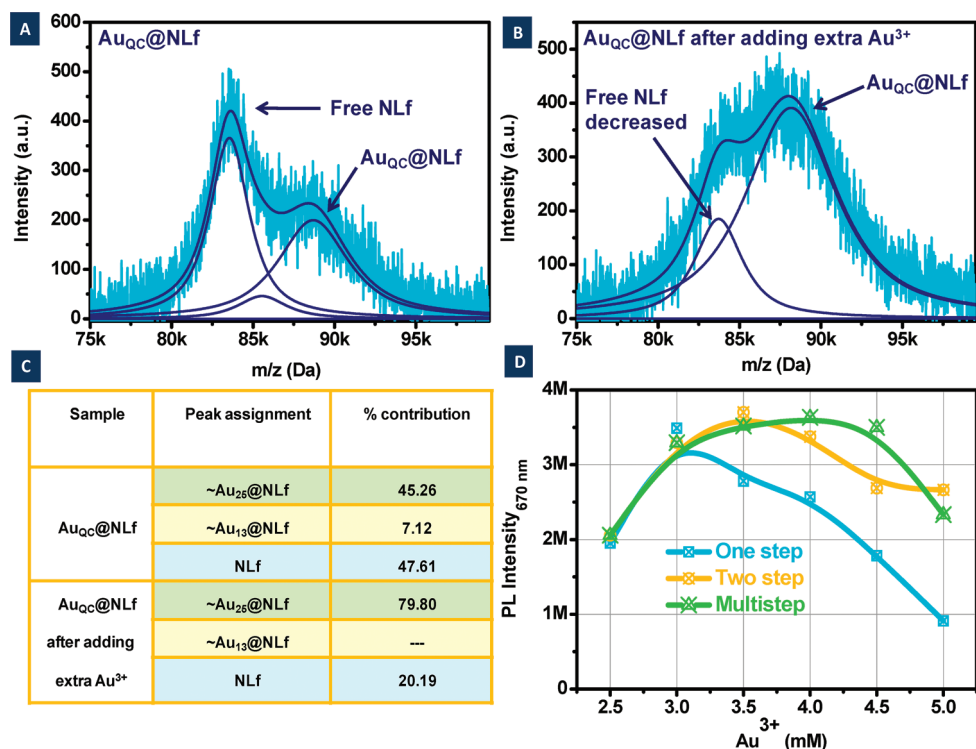 A
Au_QC@NLf
Free NLf
Au_QC@NLf
Intensity (a.u.)
600
500
400
300
200
100
0
75k 80k 85k 90k 95k
m/z (Da)
B
Au_QC@NLf after adding extra Au³⁺
Free NLf
decreased
Au_QC@NLf
Intensity (a.u.)
500
400
300
200
100
0
75k 80k 85k 90k 95k
m/z (Da)
C
Sample Peak assignment % contribution
Au_QC@NLf
~Au₂₅@NLf 45.26
~Au₁₃@NLf 7.12
NLf 47.61
Au_QC@NLf
after adding
extra Au³⁺
~Au₂₅@NLf 79.80
~Au₁₃@NLf ---
NLf 20.19
D
PL Intensity₆₇₀ ₙₘ
4M
3M
2M
1M
0
One step
Two step
Multistep
2.5 3.0 3.5 4.0 4.5 5.0
Au³⁺ (mM)